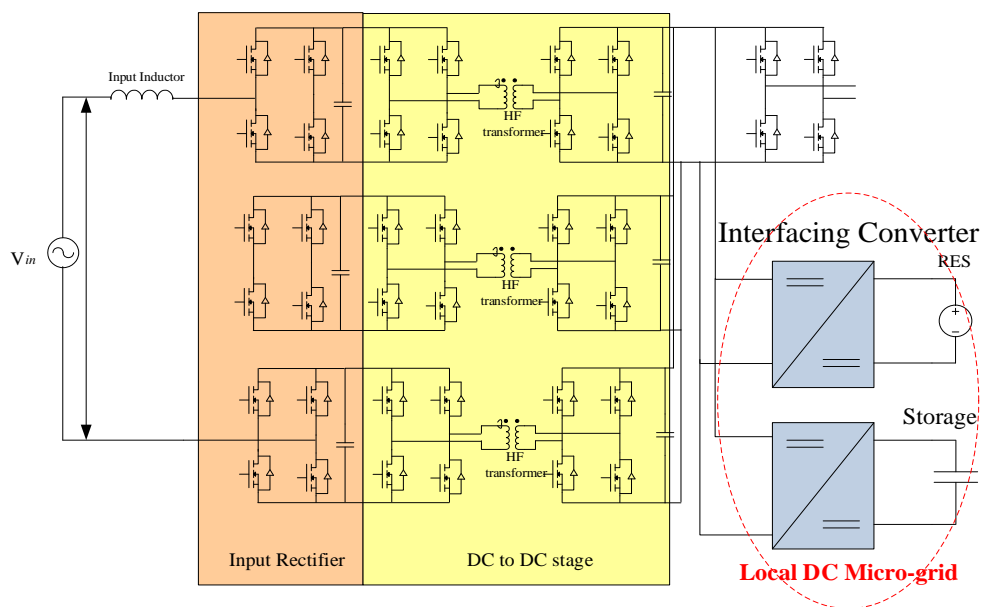 Input Inductor
HF
transformer
Vin
HF
transformer
Interfacing Converter
RES
+
−
Storage
HF
transformer
Input Rectifier
DC to DC stage
Local DC Micro-grid